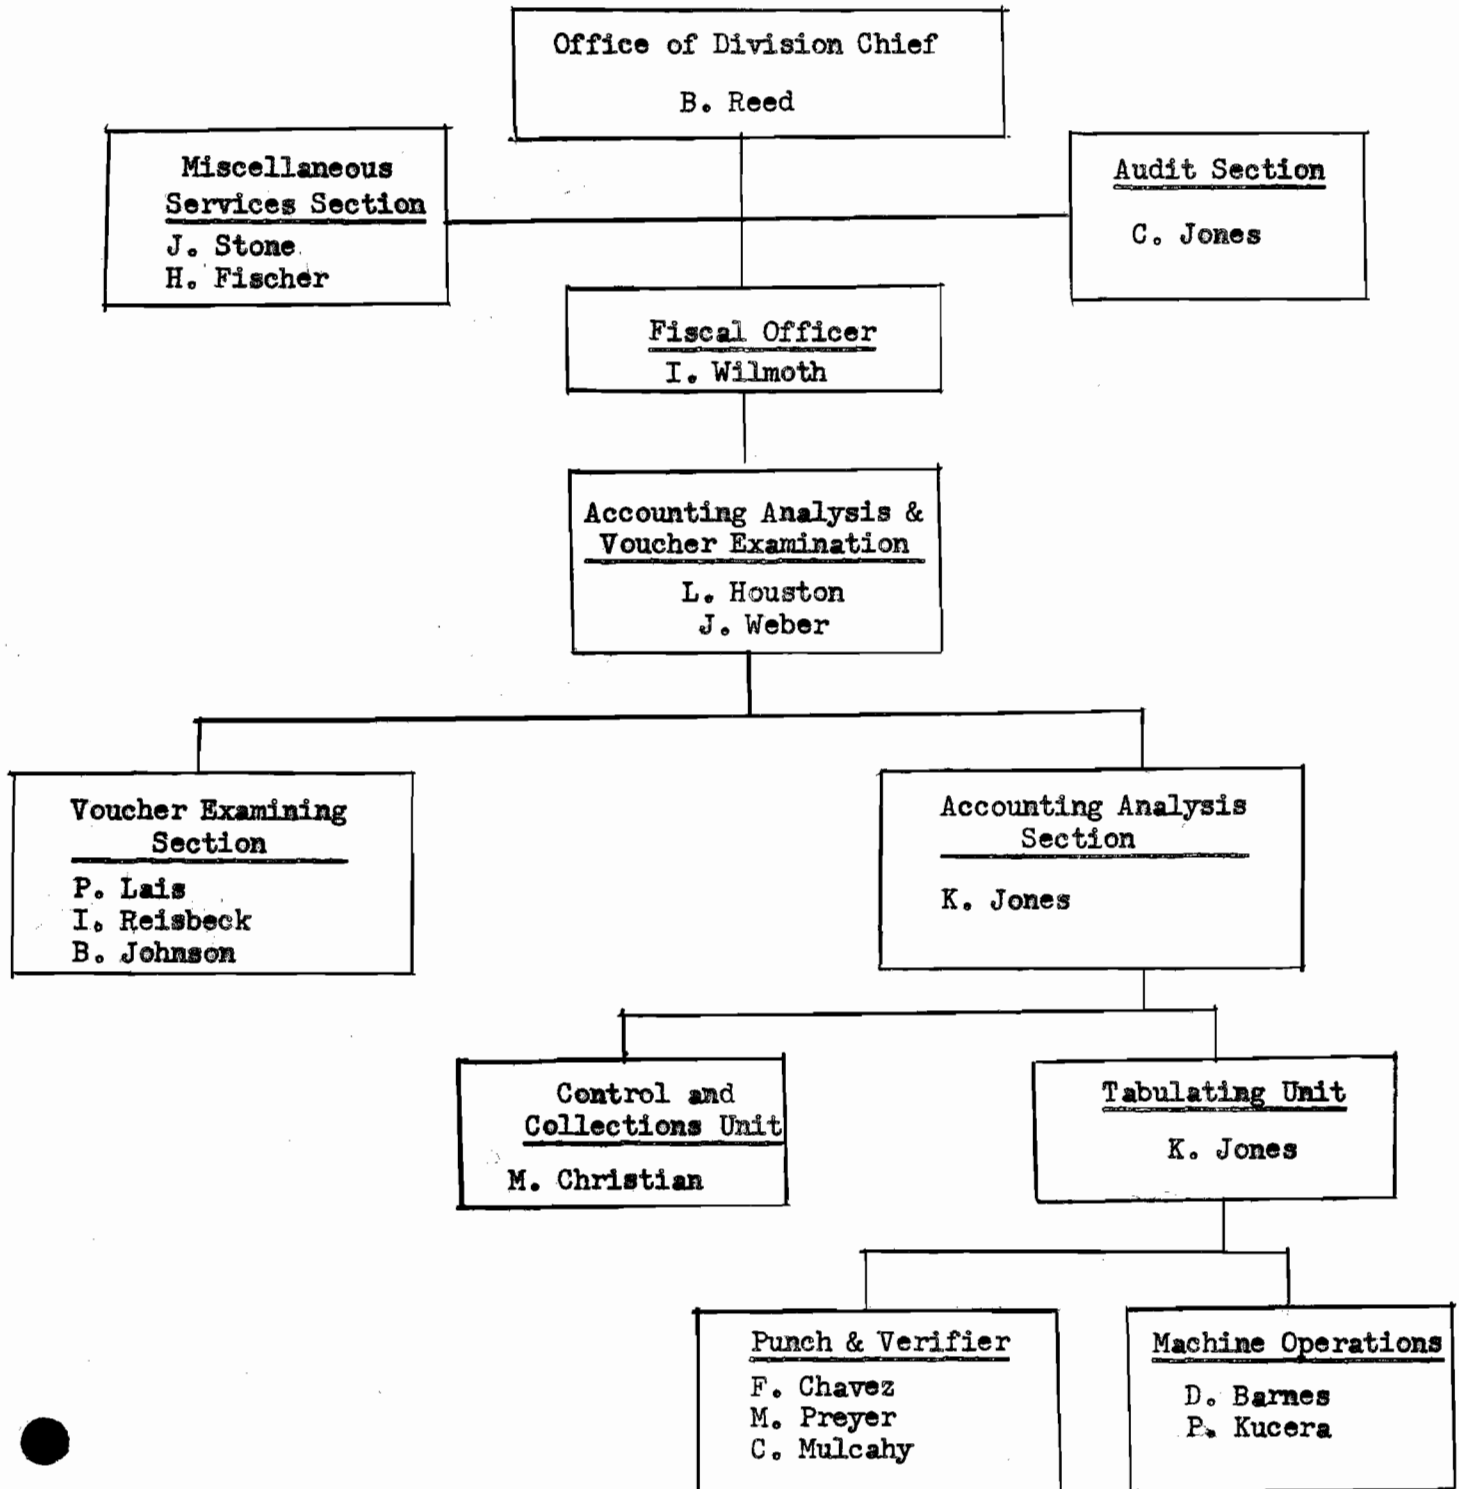 Office of Division Chief
B. Reed
Miscellaneous
Services Section
J. Stone
H. Fischer
Audit Section
C. Jones
Fiscal Officer
I. Wilmoth
Accounting Analysis &
Voucher Examination
L. Houston
J. Weber
Voucher Examining
Section
P. Lais
I. Reisbeck
B. Johnson
Accounting Analysis
Section
K. Jones
Control and
Collections Unit
M. Christian
Tabulating Unit
K. Jones
Punch & Verifier
F. Chavez
M. Preyer
C. Mulcahy
Machine Operations
D. Barnes
P. Kucera